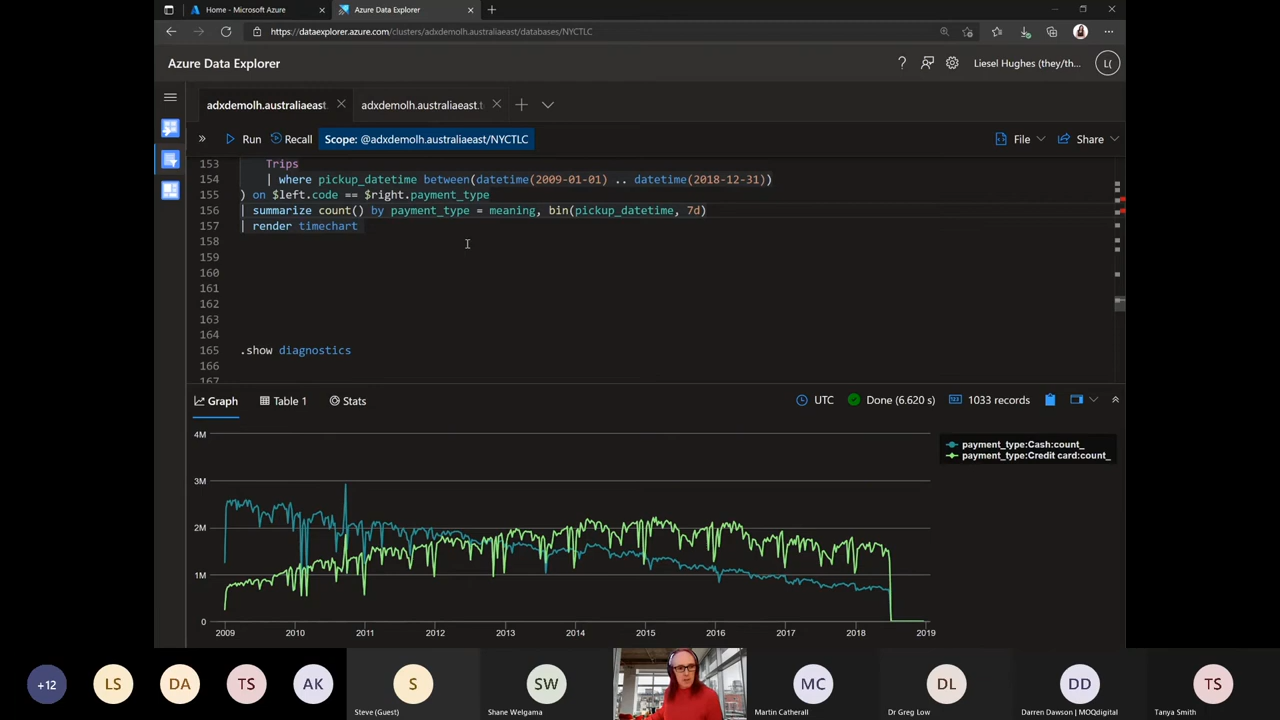 Home - Microsoft Azure
Azure Data Explorer
https://dataexplorer.azure.com/clusters/adxdemolh.australiaeast/databases/NYCTLC
Azure Data Explorer
Liesel Hughes (they/th...
L(
adxdemolh.australiaeast.
adxdemolh.australiaeast.t
Run
Recall
Scope: @adxdemolh.australiaeast/NYCTLC
File
Share
153 Trips
154 | where pickup_datetime between(datetime(2009-01-01) .. datetime(2018-12-31))
155 ) on $left.code == $right.payment_type
156 | summarize count() by payment_type = meaning, bin(pickup_datetime, 7d)
157 | render timechart
158
159
160
161
162
163
164
165 .show diagnostics
166
167
Graph
Table 1
Stats
UTC
Done (6.620 s)
1033 records
4M
3M
2M
1M
0
2009 2010 2011 2012 2013 2014 2015 2016 2017 2018 2019
payment_type:Cash:count_
payment_type:Credit card:count_
+12
LS
DA
TS
AK
S
Steve (Guest)
SW
Shane Welgama
MC
Martin Catherall
DL
Dr Greg Low
DD
Darren Dawson | MOQdigital
TS
Tanya Smith